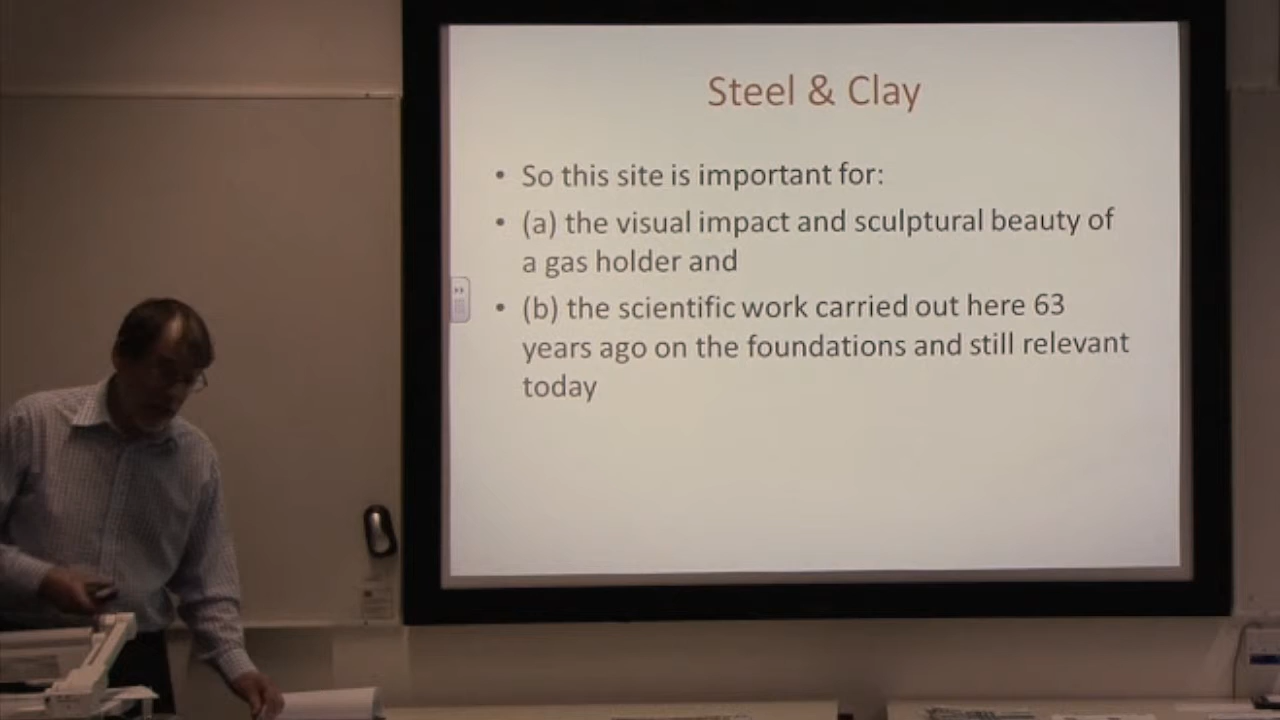 Steel & Clay
• So this site is important for:
• (a) the visual impact and sculptural beauty of
a gas holder and
• (b) the scientific work carried out here 63
years ago on the foundations and still relevant
today